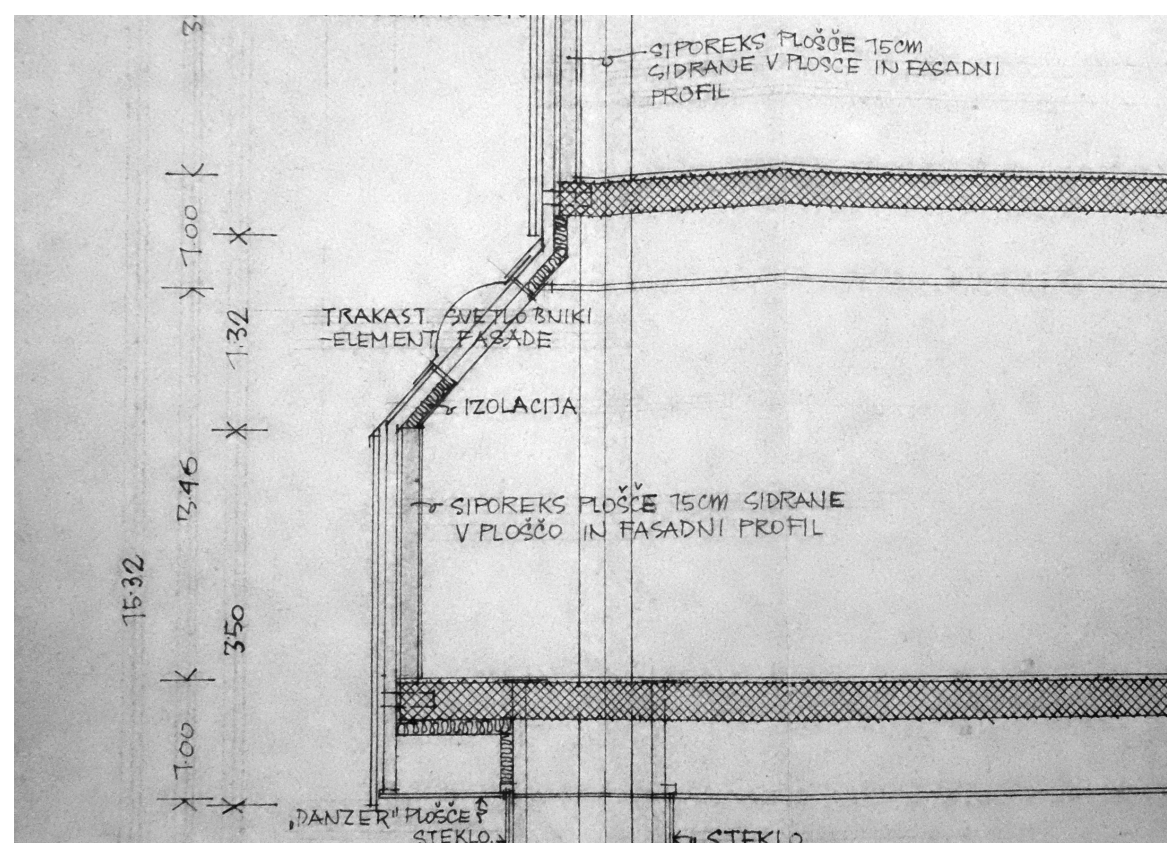 SIPOREKS PLOŠČE 15CM
SIDRANE V PLOSCE IN FASADNI
PROFIL
1.00
1.32
TRAKAST SVETLOBNIKI
-ELEMENT FASADE
IZOLACIJA
3.46
SIPOREKS PLOŠČE 15CM SIDRANE
V PLOŠČO IN FASADNI PROFIL
15.32
3.50
1.00
„DANZER" PLOŠČE
STEKLO
STEKLO